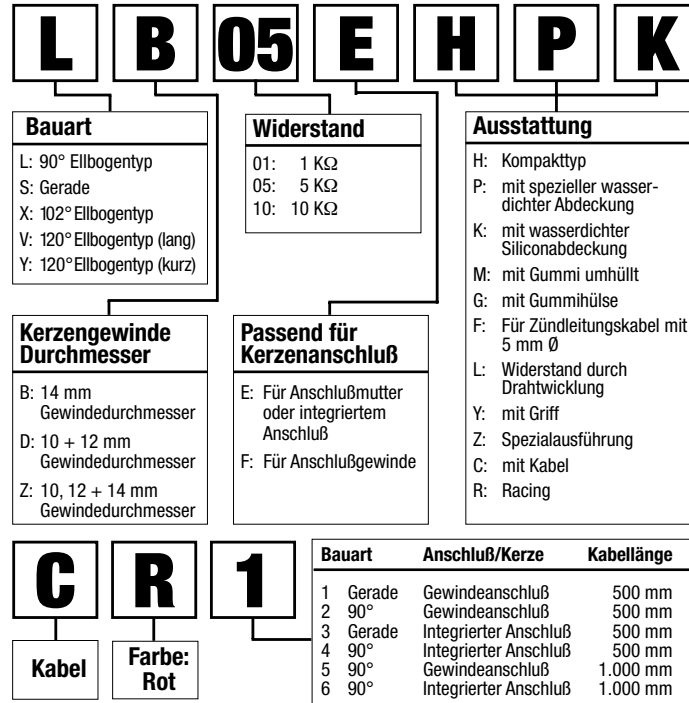 L B 05 E H P K
Bauart
L: 90° Ellbogentyp
S: Gerade
X: 102° Ellbogentyp
V: 120° Ellbogentyp (lang)
Y: 120° Ellbogentyp (kurz)
Widerstand
01: 1 KΩ
05: 5 KΩ
10: 10 KΩ
Ausstattung
H: Kompakttyp
P: mit spezieller wasser-
dichter Abdeckung
K: mit wasserdichter
Siliconabdeckung
M: mit Gummi umhüllt
G: mit Gummihülse
F: Für Zündleitungskabel mit
5 mm Ø
L: Widerstand durch
Drahtwicklung
Y: mit Griff
Z: Spezialausführung
C: mit Kabel
R: Racing
Kerzengewinde
Durchmesser
B: 14 mm
Gewindedurchmesser
D: 10 + 12 mm
Gewindedurchmesser
Z: 10, 12 + 14 mm
Gewindedurchmesser
Passend für
Kerzenanschluß
E: Für Anschlußmutter
oder integriertem
Anschluß
F: Für Anschlußgewinde
C R 1
Kabel
Farbe:
Rot
Bauart Anschluß/Kerze Kabellänge
1 Gerade Gewindeanschluß 500 mm
2 90° Gewindeanschluß 500 mm
3 Gerade Integrierter Anschluß 500 mm
4 90° Integrierter Anschluß 500 mm
5 90° Gewindeanschluß 1.000 mm
6 90° Integrierter Anschluß 1.000 mm